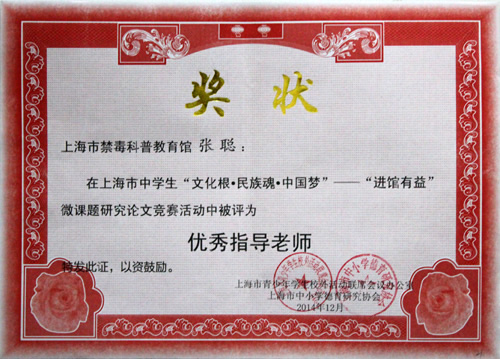 奖状
上海市禁毒科普教育馆 张聪：
在上海市中学生“文化根·民族魂·中国梦”——“进馆有益”
微课题研究论文竞赛活动中被评为
优秀指导老师
特发此证，以资鼓励。
上海市青少年学生校外活动联席会议办公室
上海市中小学德育研究协会
2014年12月